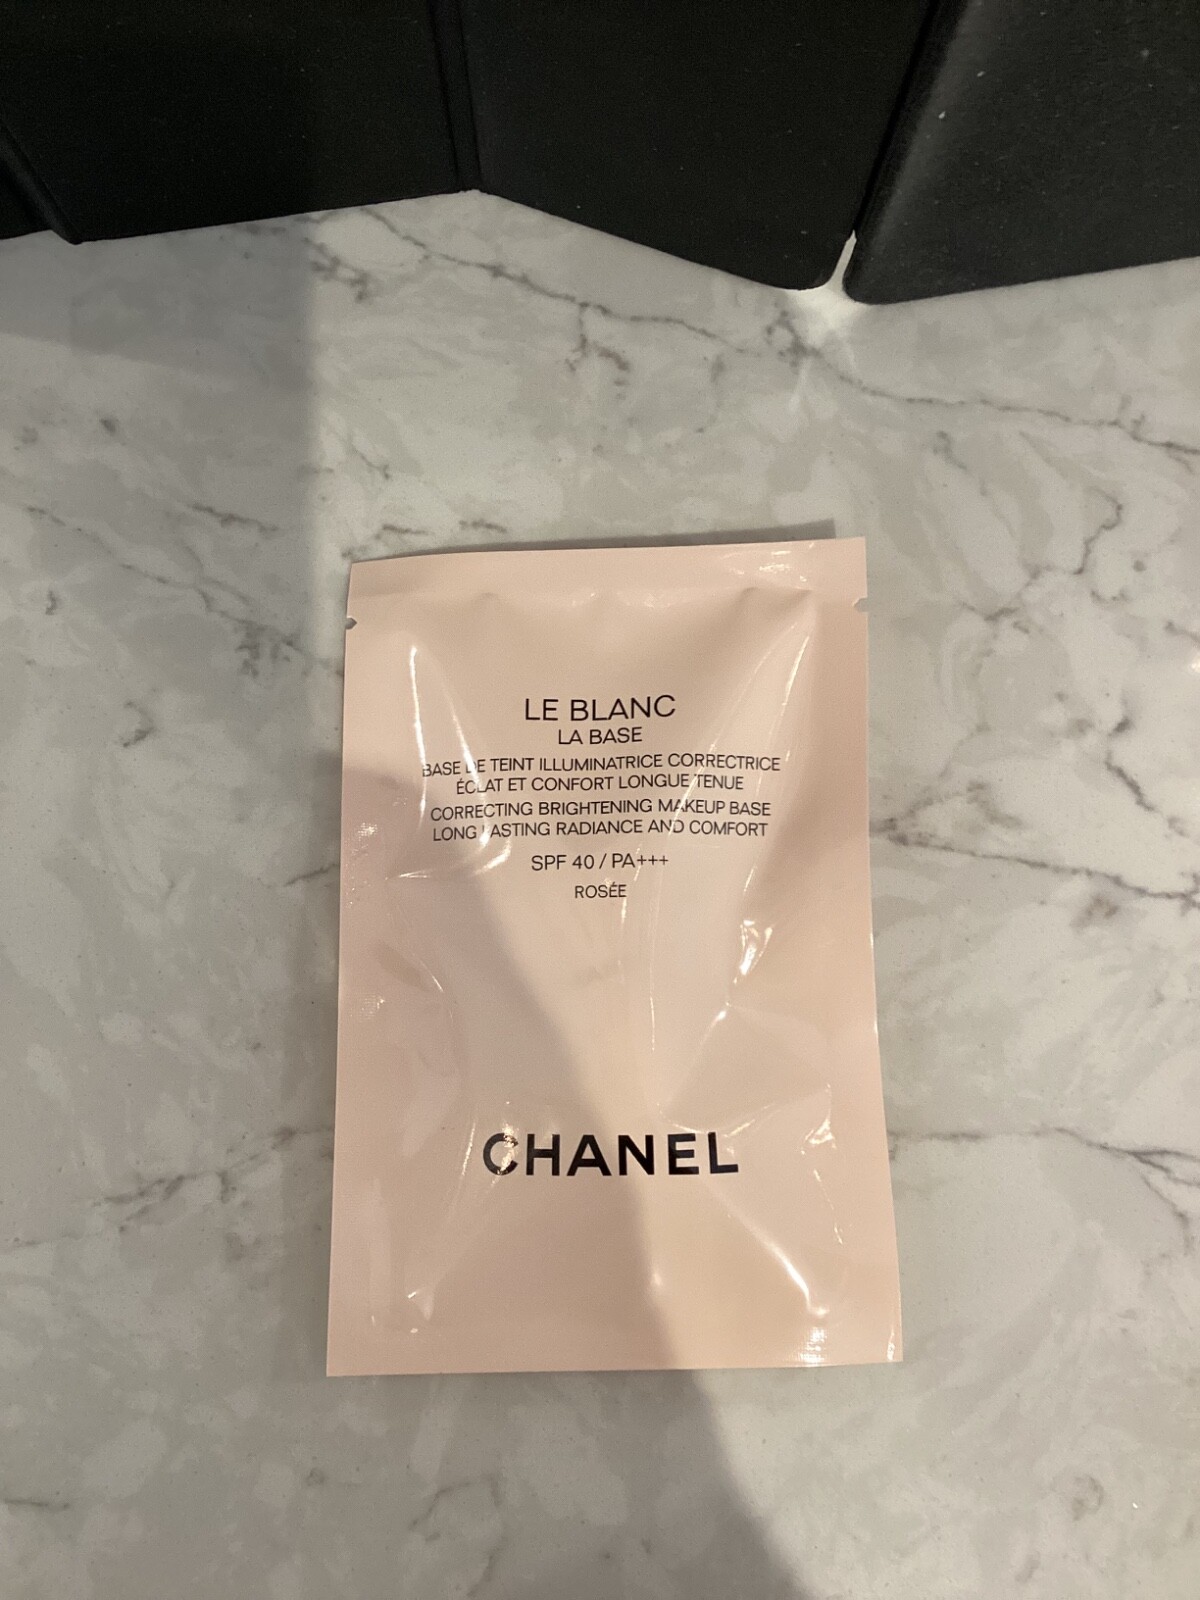 LE BLANC
LA BASE
BASE DE TEINT ILLUMINATRICE CORRECTRICE
ÉCLAT ET CONFORT LONGUE TENUE
CORRECTING BRIGHTENING MAKEUP BASE
LONG LASTING RADIANCE AND COMFORT
SPF 40 / PA+++
ROSÉE
CHANEL